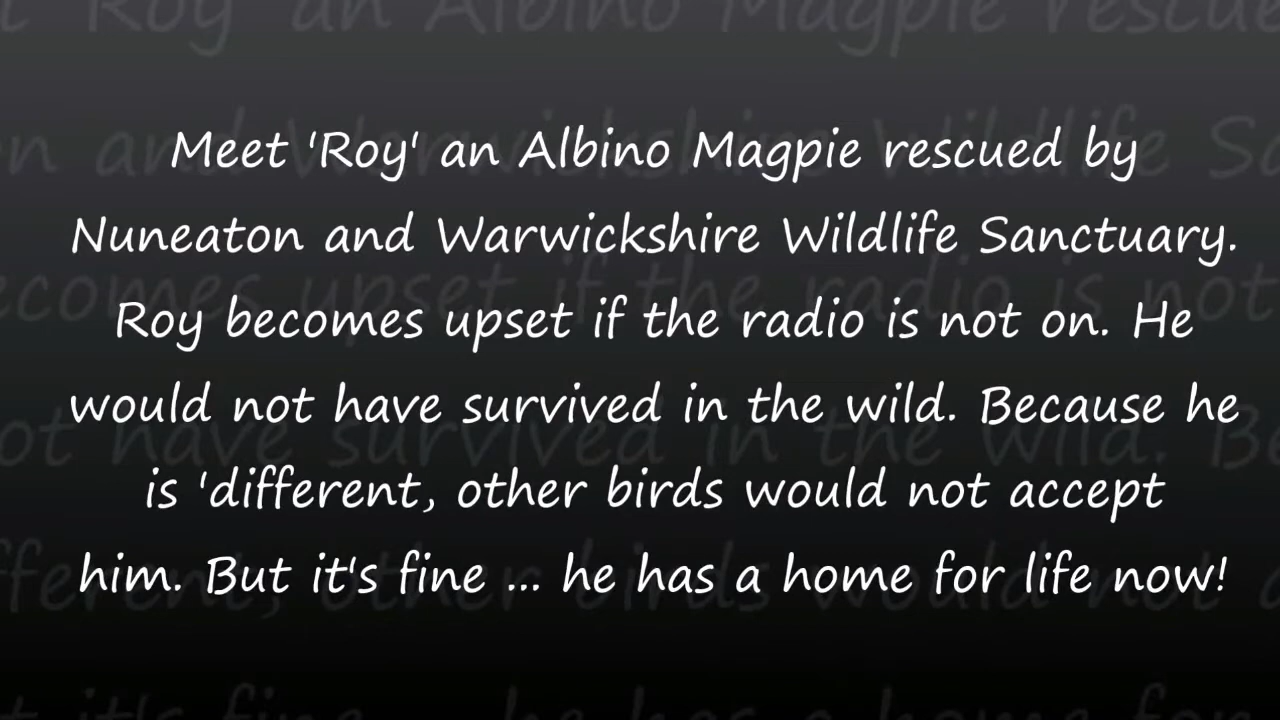 Meet 'Roy' an Albino Magpie rescued by
Nuneaton and Warwickshire Wildlife Sanctuary.
Roy becomes upset if the radio is not on. He
would not have survived in the wild. Because he
is 'different, other birds would not accept
him. But it's fine ... he has a home for life now!